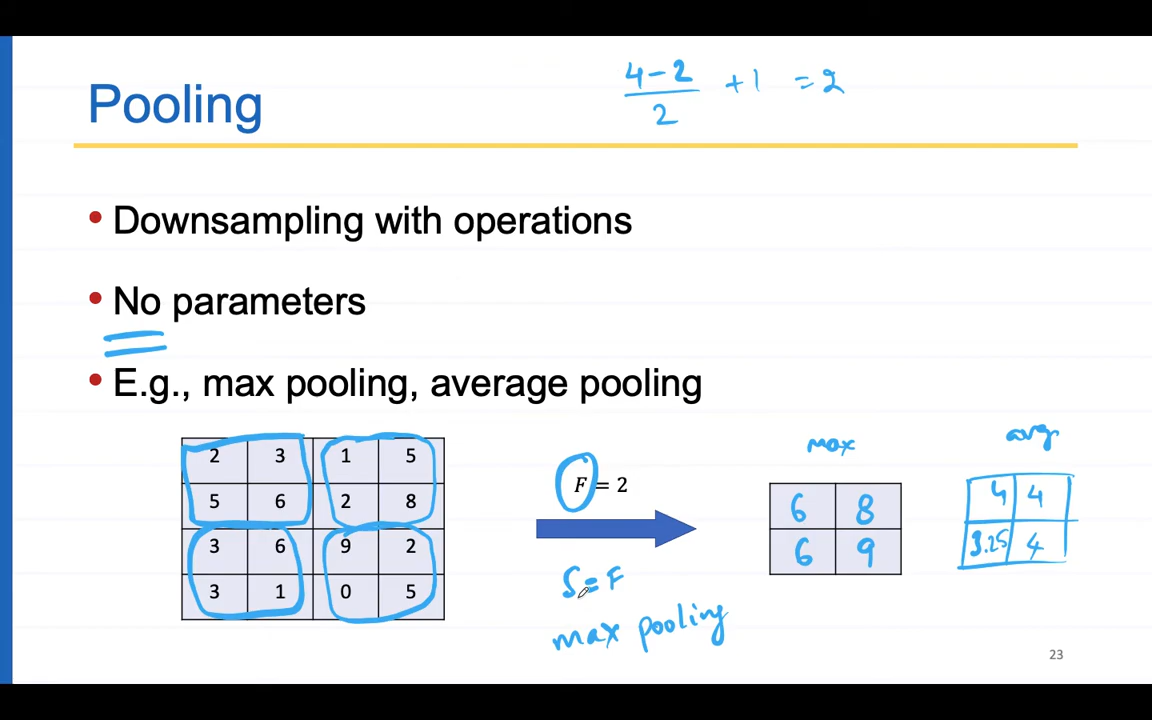 Pooling
4-2 / 2 +1 = 2
• Downsampling with operations
• No parameters
• E.g., max pooling, average pooling
2 3 1 5
5 6 2 8
3 6 9 2
3 1 0 5
F = 2
S = F
max pooling
max
6 8
6 9
avg
4 4
3.25 4
23